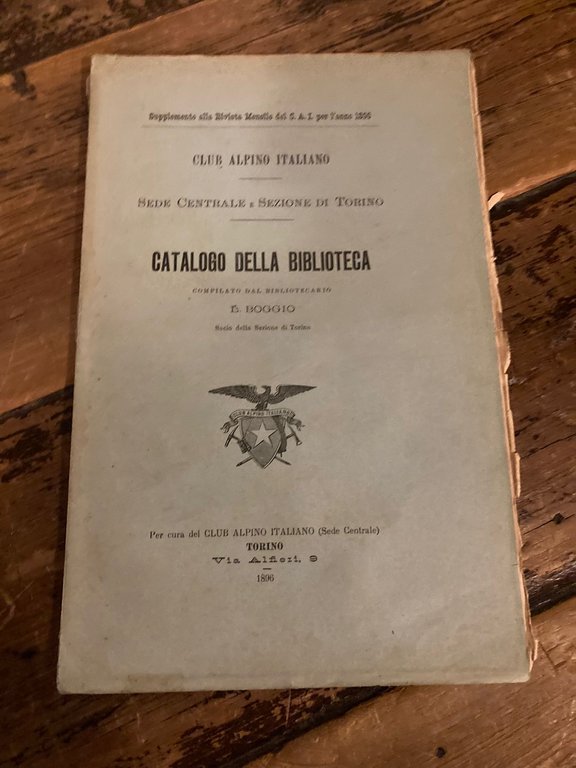 Supplemento alla Rivista Mensile del C. A. I. per l'anno 1896
CLUB ALPINO ITALIANO
SEDE CENTRALE E SEZIONE DI TORINO
CATALOGO DELLA BIBLIOTECA
COMPILATO DAL BIBLIOTECARIO
E. BOGGIO
Socio della Sezione di Torino
CLUB ALPINO ITALIANO
Per cura del CLUB ALPINO ITALIANO (Sede Centrale)
TORINO
Via Alfieri, 9
1896